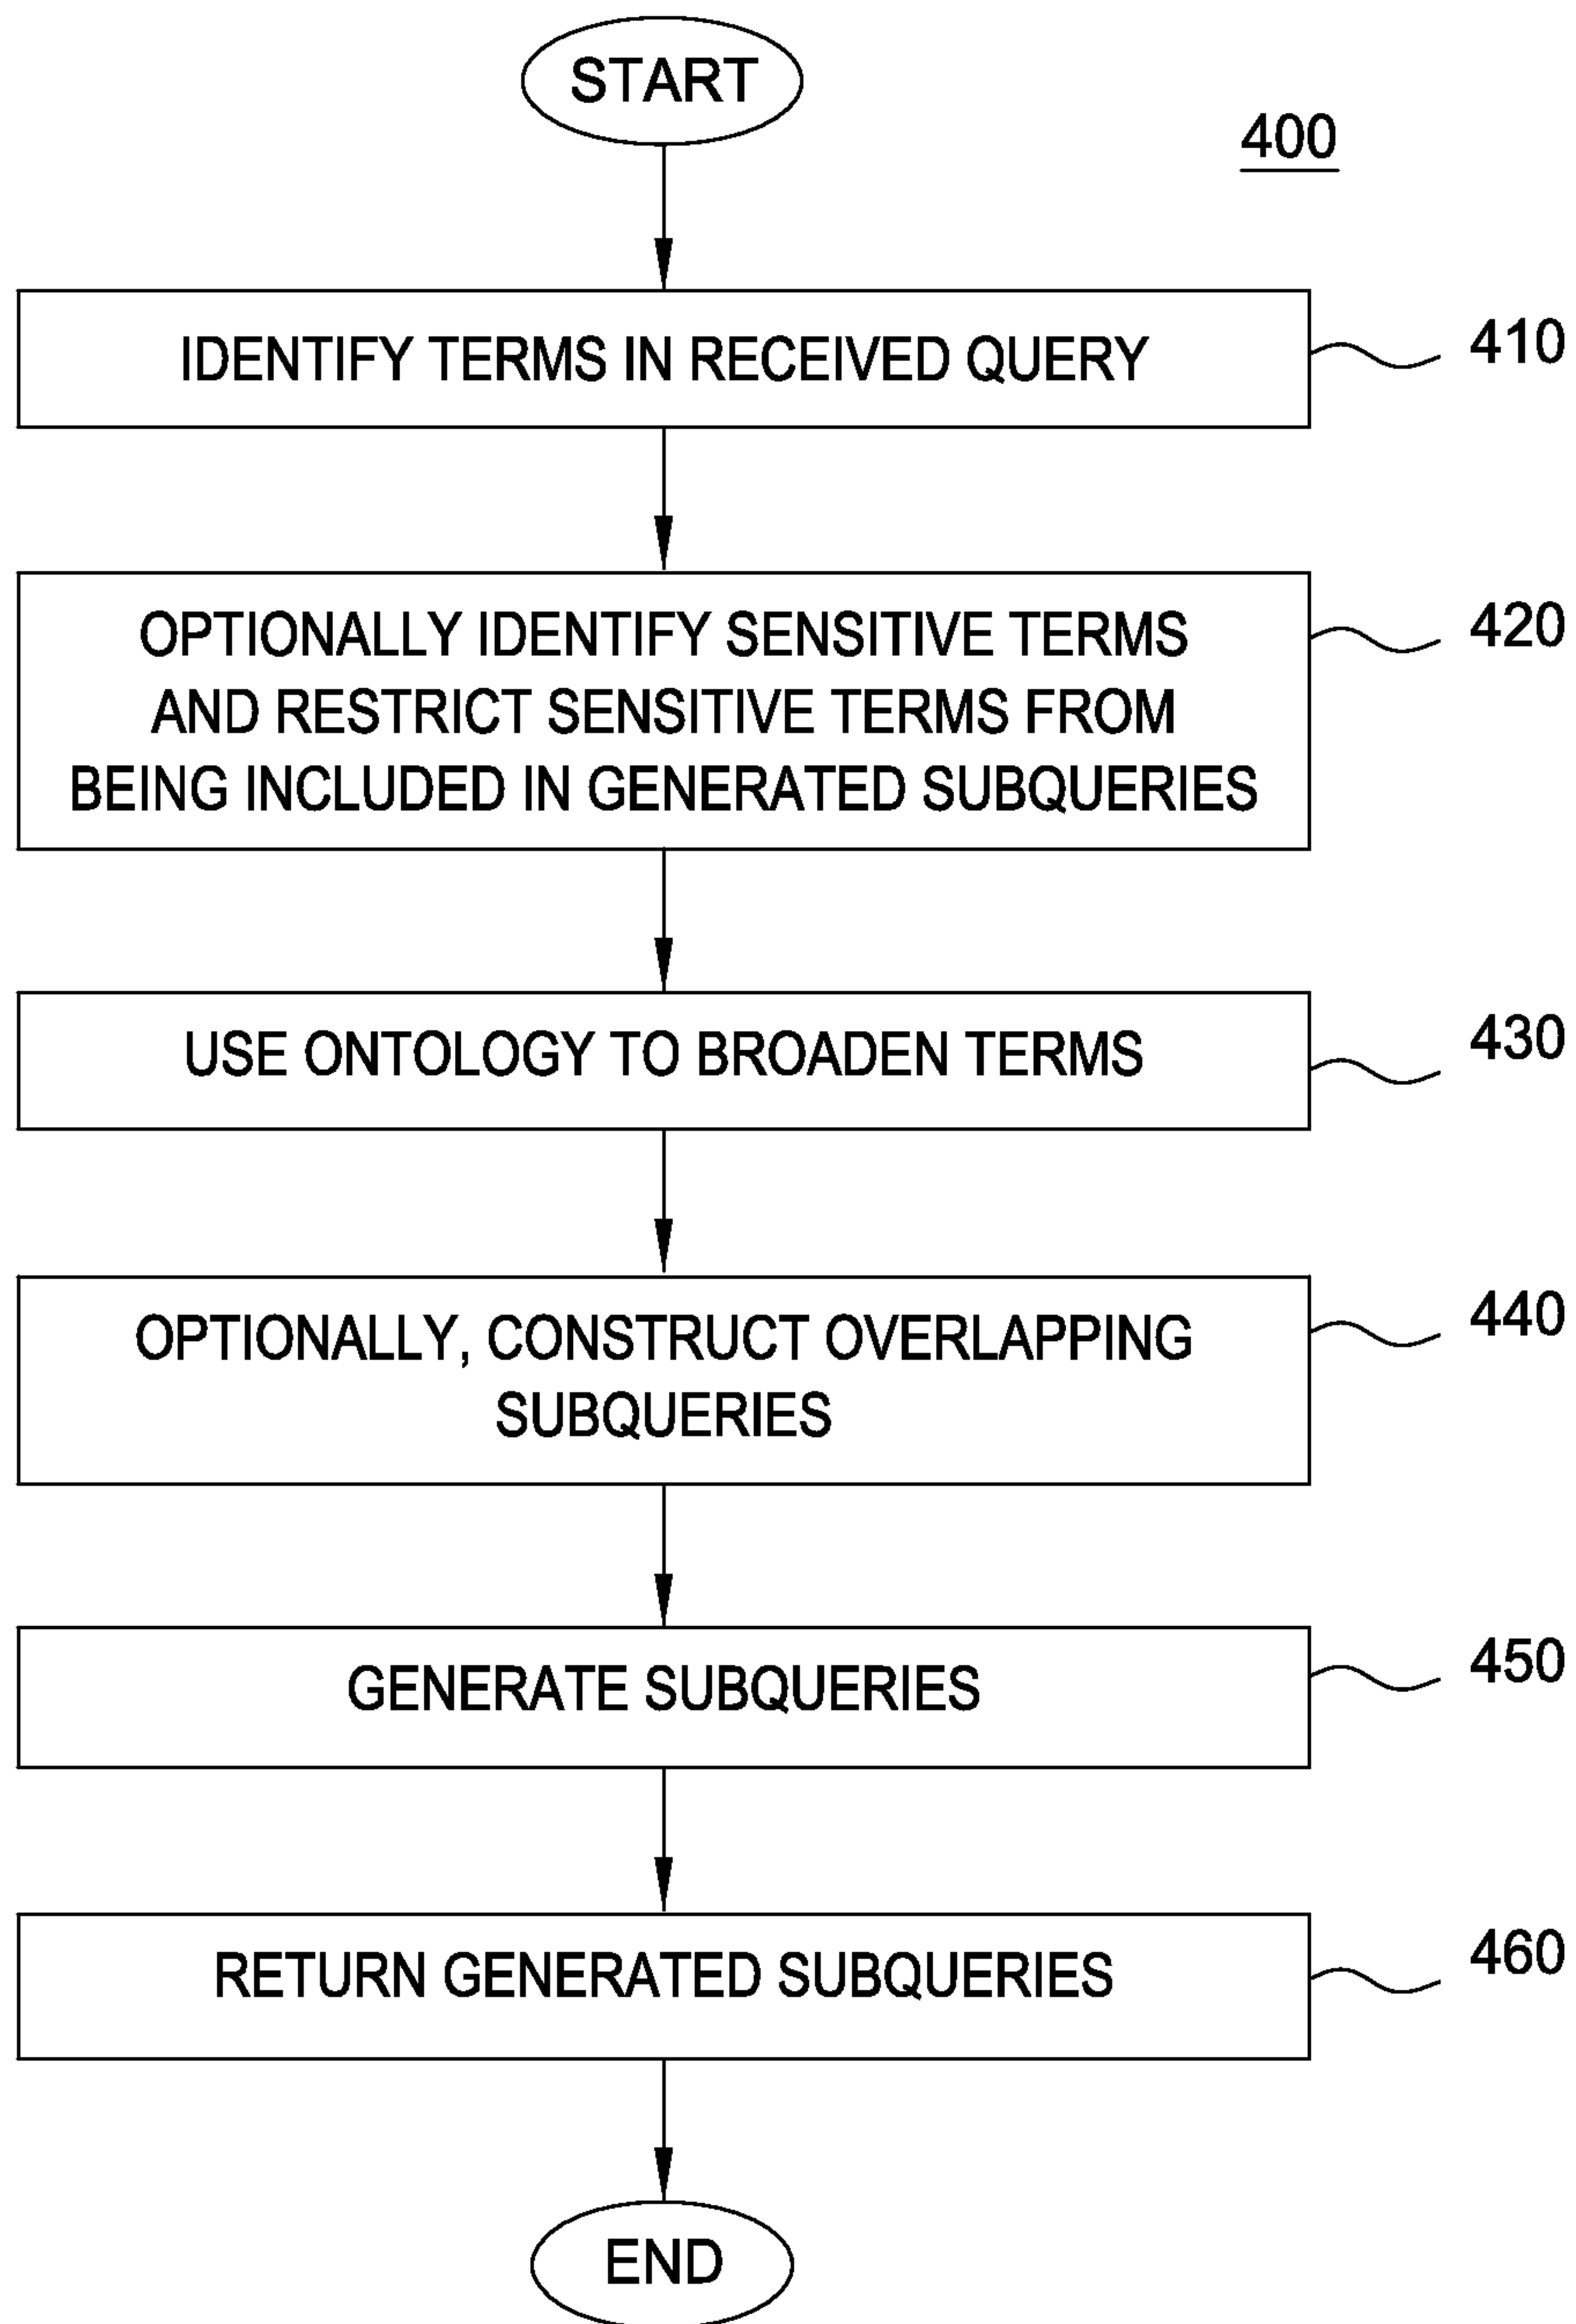 START
400
IDENTIFY TERMS IN RECEIVED QUERY
410
OPTIONALLY IDENTIFY SENSITIVE TERMS
AND RESTRICT SENSITIVE TERMS FROM
BEING INCLUDED IN GENERATED SUBQUERIES
420
USE ONTOLOGY TO BROADEN TERMS
430
OPTIONALLY, CONSTRUCT OVERLAPPING
SUBQUERIES
440
GENERATE SUBQUERIES
450
RETURN GENERATED SUBQUERIES
460
END